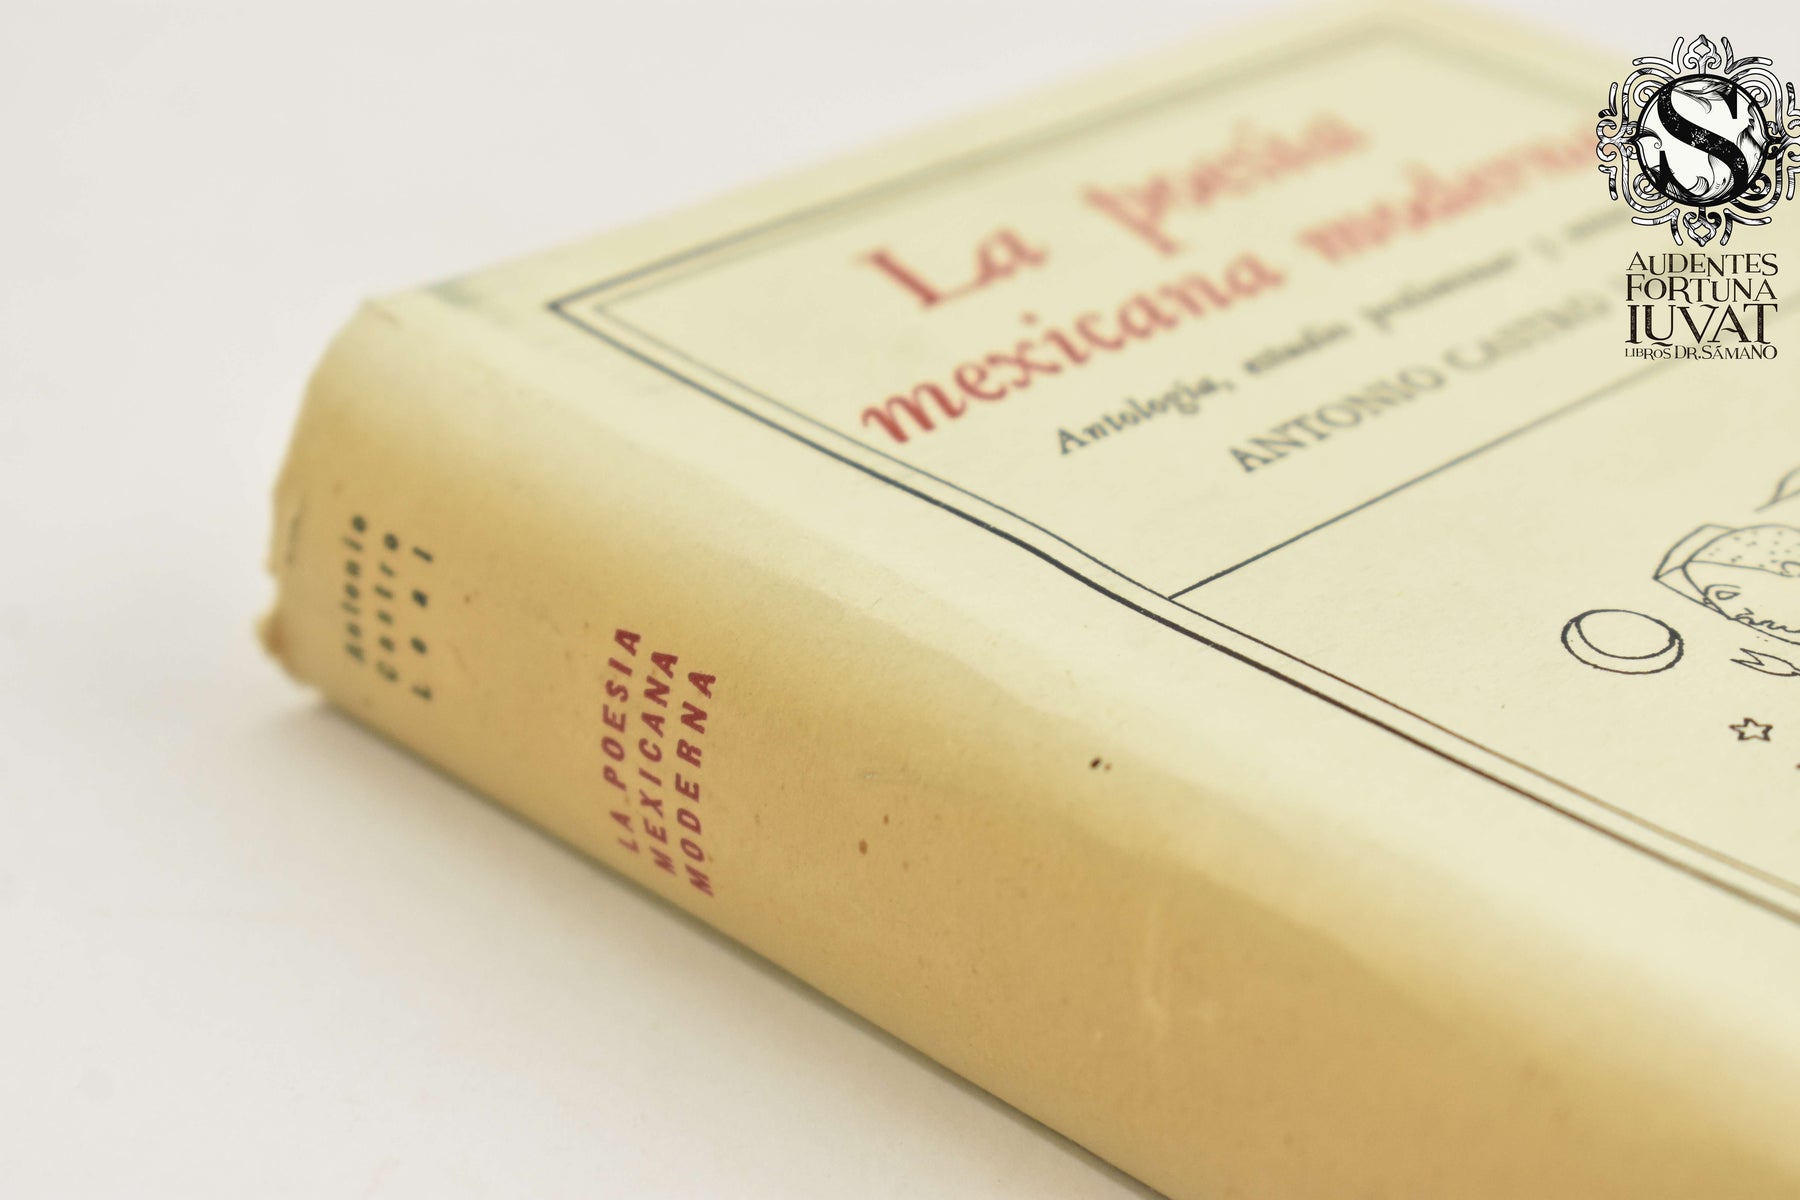 La poesía
mexicana moderna
Antología, estudio preliminar y
ANTONIO CASTRO
Antonio
Castro
Leal
LA POESIA
MEXICANA
MODERNA
S
AUDENTES
FORTUNA
IUVAT
LIBROS DR. SÁMANO